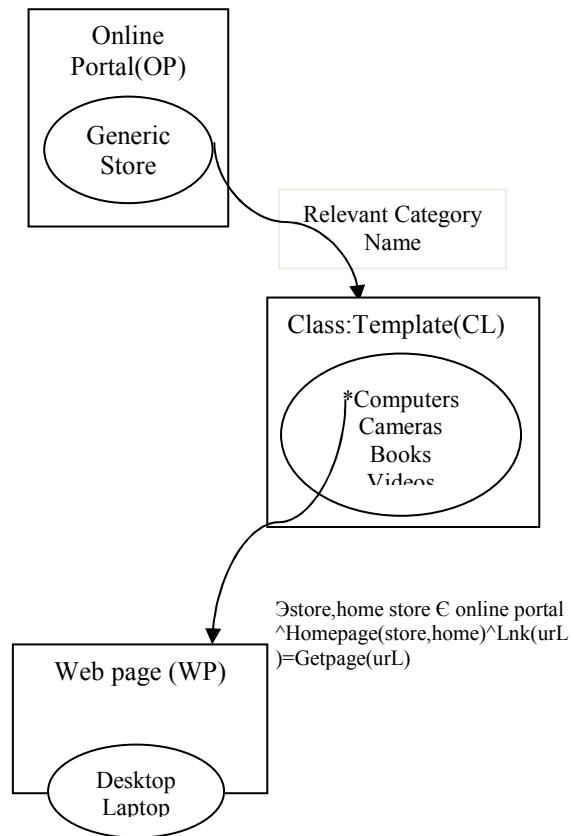 Online
Portal(OP)
Generic
Store
Relevant Category
Name
Class:Template(CL)
*Computers
Cameras
Books
Videos
Эstore,home store Є online portal
^Homepage(store,home)^Lnk(urL
)=Getpage(urL)
Web page (WP)
Desktop
Laptop